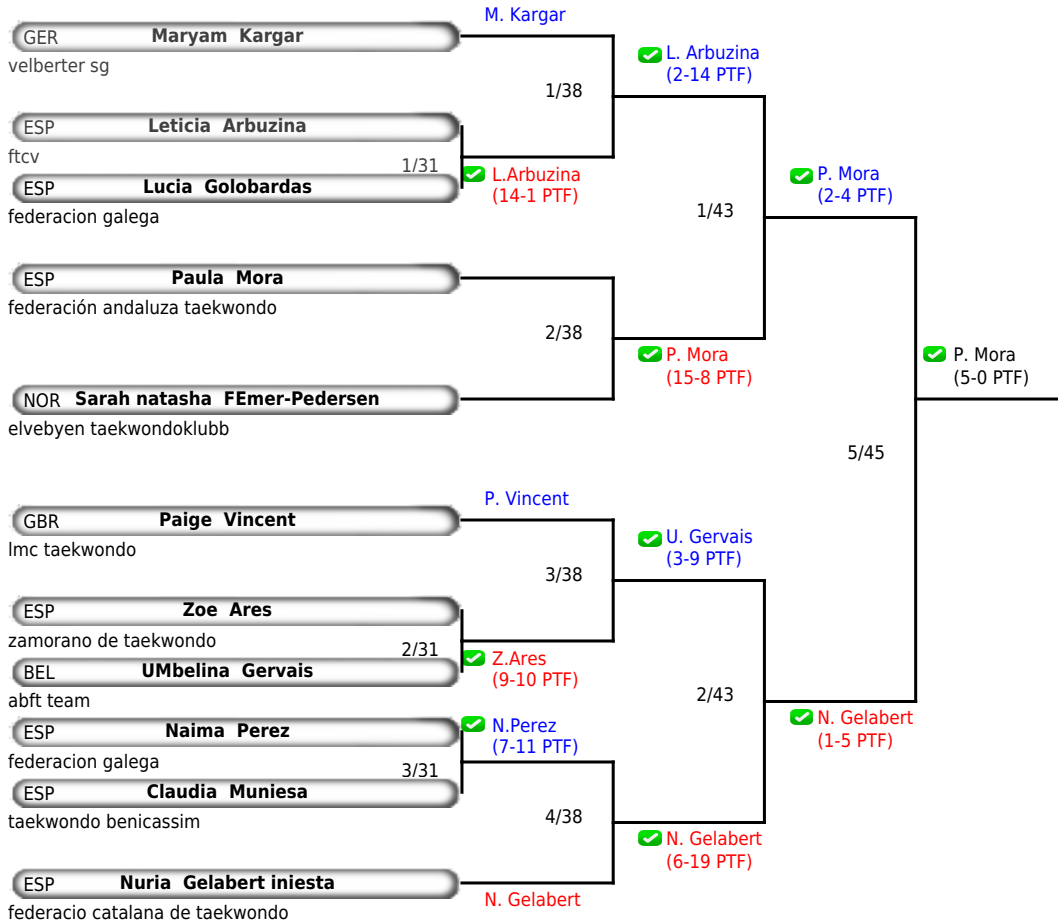 M. Kargar
GER Maryam Kargar
velberter sg
1/38
L. Arbuzina
(2-14 PTF)
ESP Leticia Arbuzina
ftcv
1/31
L.Arbuzina
(14-1 PTF)
ESP Lucia Golobardas
federacion galega
1/43
P. Mora
(2-4 PTF)
ESP Paula Mora
federación andaluza taekwondo
2/38
P. Mora
(15-8 PTF)
NOR Sarah natasha FEmer-Pedersen
elvebyen taekwondoklubb
P. Mora
(5-0 PTF)
5/45
P. Vincent
GBR Paige Vincent
lmc taekwondo
3/38
U. Gervais
(3-9 PTF)
ESP Zoe Ares
zamorano de taekwondo
2/31
Z.Ares
(9-10 PTF)
BEL UMbelina Gervais
abft team
2/43
N. Gelabert
(1-5 PTF)
ESP Naima Perez
federacion galega
N.Perez
(7-11 PTF)
3/31
ESP Claudia Muniesa
taekwondo benicassim
4/38
N. Gelabert
(6-19 PTF)
ESP Nuria Gelabert iniesta
federacio catalana de taekwondo
N. Gelabert